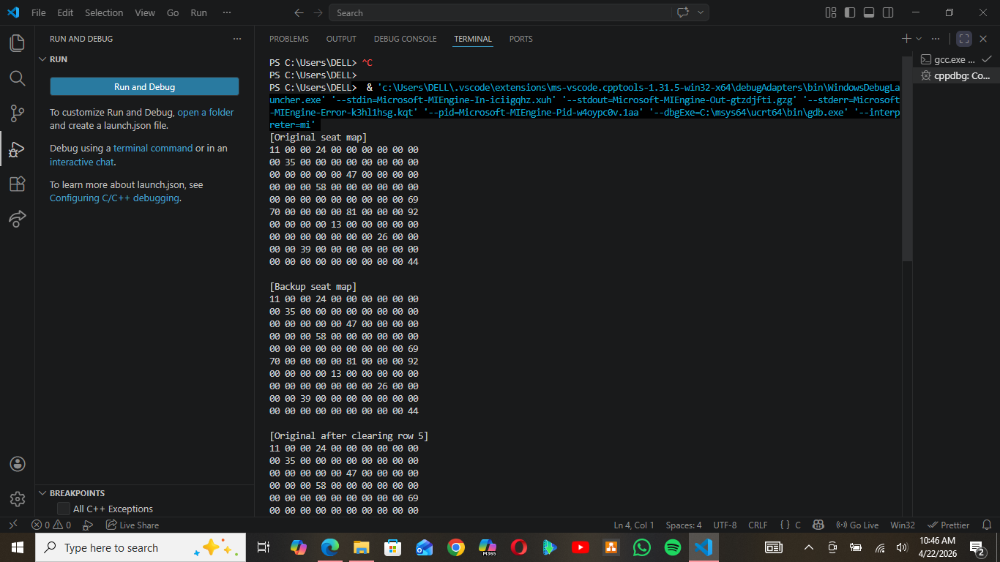 File Edit Selection View Go Run ··· Search
RUN AND DEBUG ···
RUN
Run and Debug
To customize Run and Debug, open a folder
and create a launch.json file.
Debug using a terminal command or in an
interactive chat.
To learn more about launch.json, see
Configuring C/C++ debugging.
BREAKPOINTS
All C++ Exceptions
PROBLEMS OUTPUT DEBUG CONSOLE TERMINAL PORTS
PS C:\Users\DELL> ^C
PS C:\Users\DELL>
PS C:\Users\DELL>  & 'c:\Users\DELL\.vscode\extensions\ms-vscode.cpptools-1.31.5-win32-x64\debugAdapters\bin\WindowsDebugLa
uncher.exe' '--stdin=Microsoft-MIEngine-In-iciigqhz.xuh' '--stdout=Microsoft-MIEngine-Out-gtzdjfti.gzg' '--stderr=Microsoft
-MIEngine-Error-k3hl1hsg.kqt' '--pid=Microsoft-MIEngine-Pid-w4oypc0v.1aa' '--dbgExe=C:\msys64\ucrt64\bin\gdb.exe' '--interp
reter=mi'
[Original seat map]
11 00 00 24 00 00 00 00 00 00
00 35 00 00 00 00 00 00 00 00
00 00 00 00 00 47 00 00 00 00
00 00 00 58 00 00 00 00 00 00
00 00 00 00 00 00 00 00 00 69
70 00 00 00 00 81 00 00 00 92
00 00 00 00 13 00 00 00 00 00
00 00 00 00 00 00 00 26 00 00
00 00 39 00 00 00 00 00 00 00
00 00 00 00 00 00 00 00 00 44
[Backup seat map]
11 00 00 24 00 00 00 00 00 00
00 35 00 00 00 00 00 00 00 00
00 00 00 00 00 47 00 00 00 00
00 00 00 58 00 00 00 00 00 00
00 00 00 00 00 00 00 00 00 69
70 00 00 00 00 81 00 00 00 92
00 00 00 00 13 00 00 00 00 00
00 00 00 00 00 00 00 26 00 00
00 00 39 00 00 00 00 00 00 00
00 00 00 00 00 00 00 00 00 44
[Original after clearing row 5]
11 00 00 24 00 00 00 00 00 00
00 35 00 00 00 00 00 00 00 00
00 00 00 00 00 47 00 00 00 00
00 00 00 58 00 00 00 00 00 00
00 00 00 00 00 00 00 00 00 69
00 00 00 00 00 00 00 00 00 00
gcc.exe ...
cppdbg: Co...
0 0 Live Share Ln 4, Col 1 Spaces: 4 UTF-8 CRLF { } C Go Live Win32 Prettier
Type here to search
M365
10:46 AM
4/22/2026
2